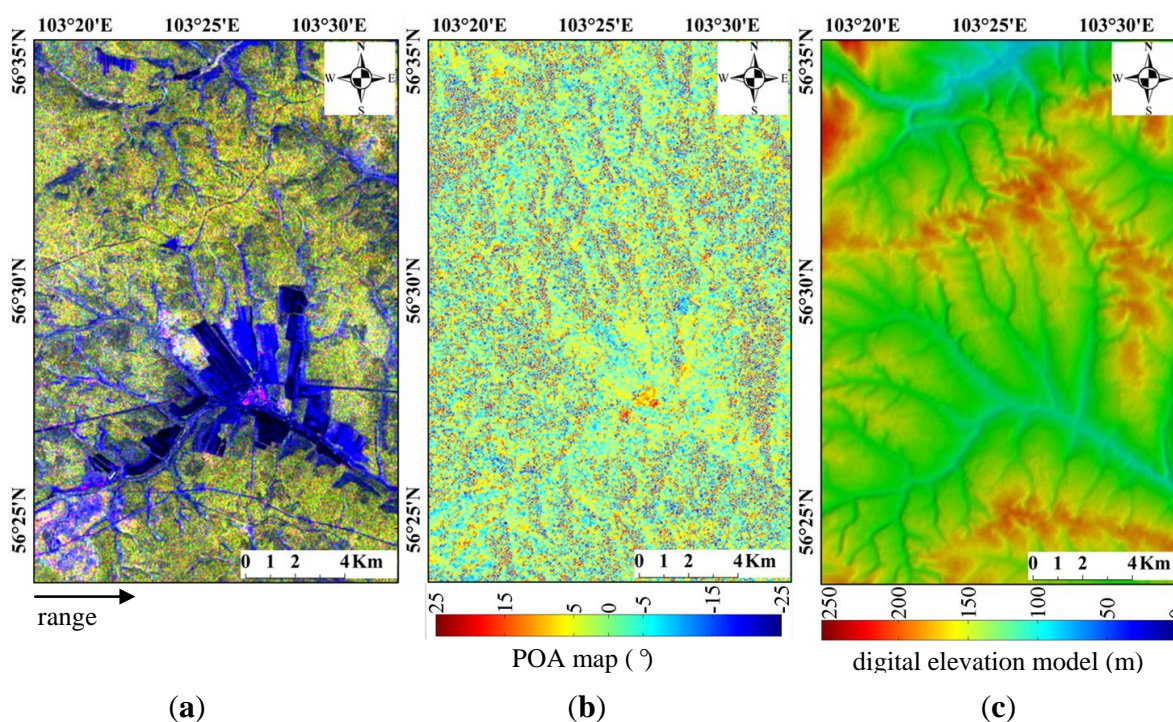 103°20'E 103°25'E 103°30'E 103°20'E 103°25'E 103°30'E 103°20'E 103°25'E 103°30'E
56°35'N 56°35'N 56°35'N
N N N
W E W E W E
S S S
56°30'N 56°30'N 56°30'N
56°25'N 56°25'N 56°25'N
0 2 4 Km 0 2 4 Km 0 2 4 Km
range
25 15 5 0 -5 -15 -25
250 200 150 100 50 0
POA map (°)
digital elevation model (m)
(a) (b) (c)